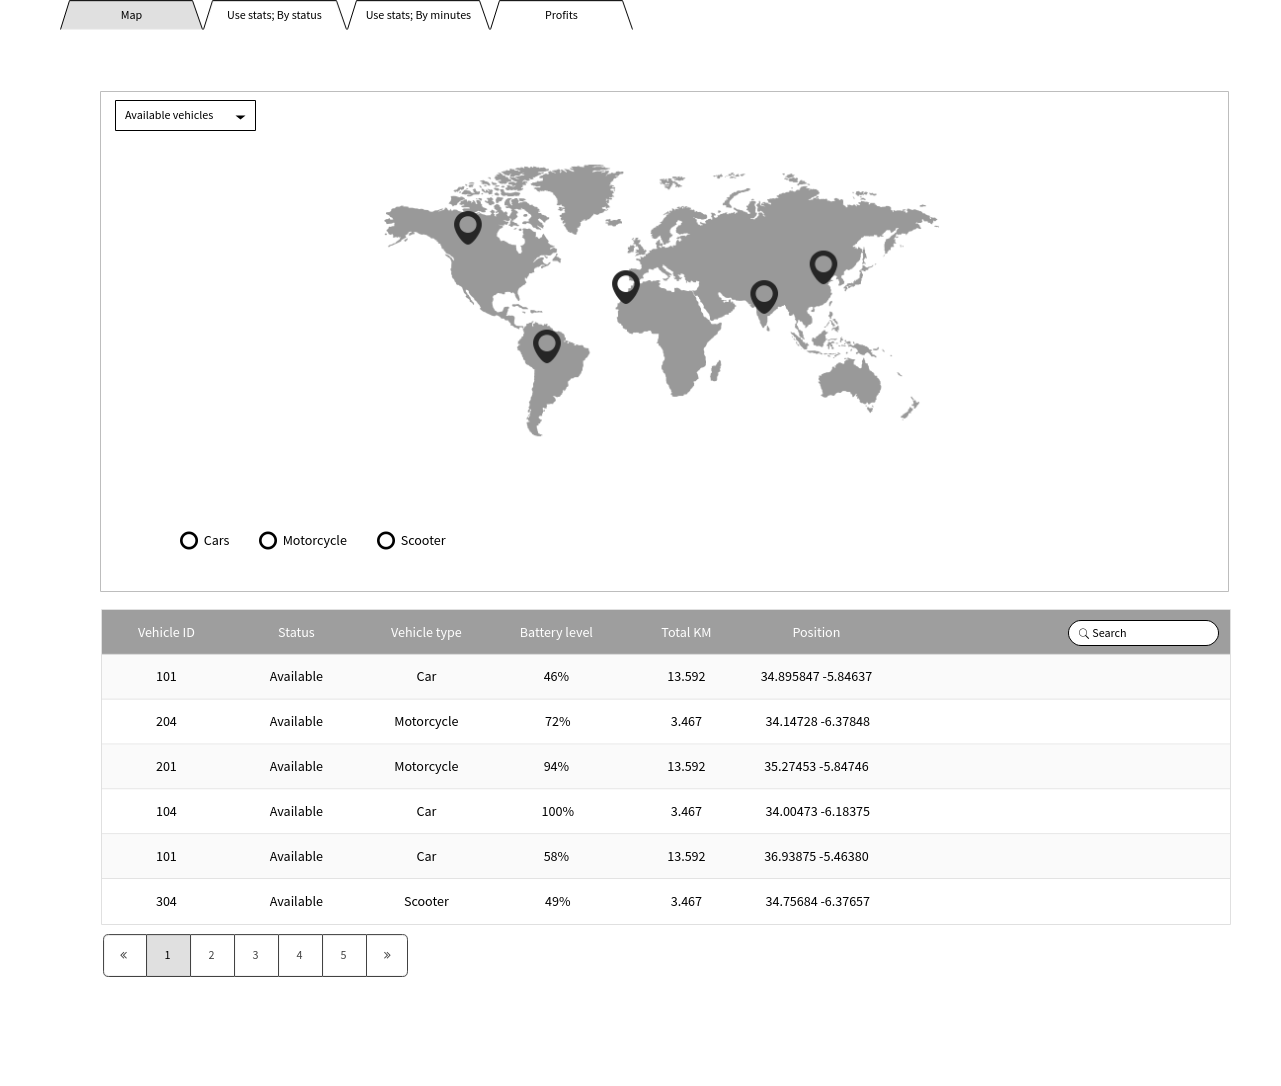 Map Use stats; By status Use stats; By minutes Profits
Available vehicles
Cars Motorcycle Scooter
Vehicle ID Status Vehicle type Battery level Total KM Position Search
101 Available Car 46% 13.592 34.895847 -5.84637
204 Available Motorcycle 72% 3.467 34.14728 -6.37848
201 Available Motorcycle 94% 13.592 35.27453 -5.84746
104 Available Car 100% 3.467 34.00473 -6.18375
101 Available Car 58% 13.592 36.93875 -5.46380
304 Available Scooter 49% 3.467 34.75684 -6.37657
« 1 2 3 4 5 »